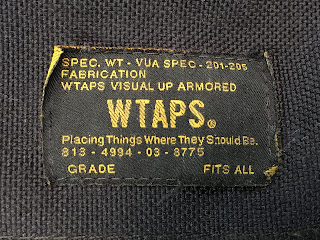 SPEC. WT - VUA SPEC - 201-205
FABRICATION
WTAPS VISUAL UP ARMORED
WTAPS®
Placing Things Where They Should Be.
813 - 4994 - 03 - 8775
GRADE FITS ALL